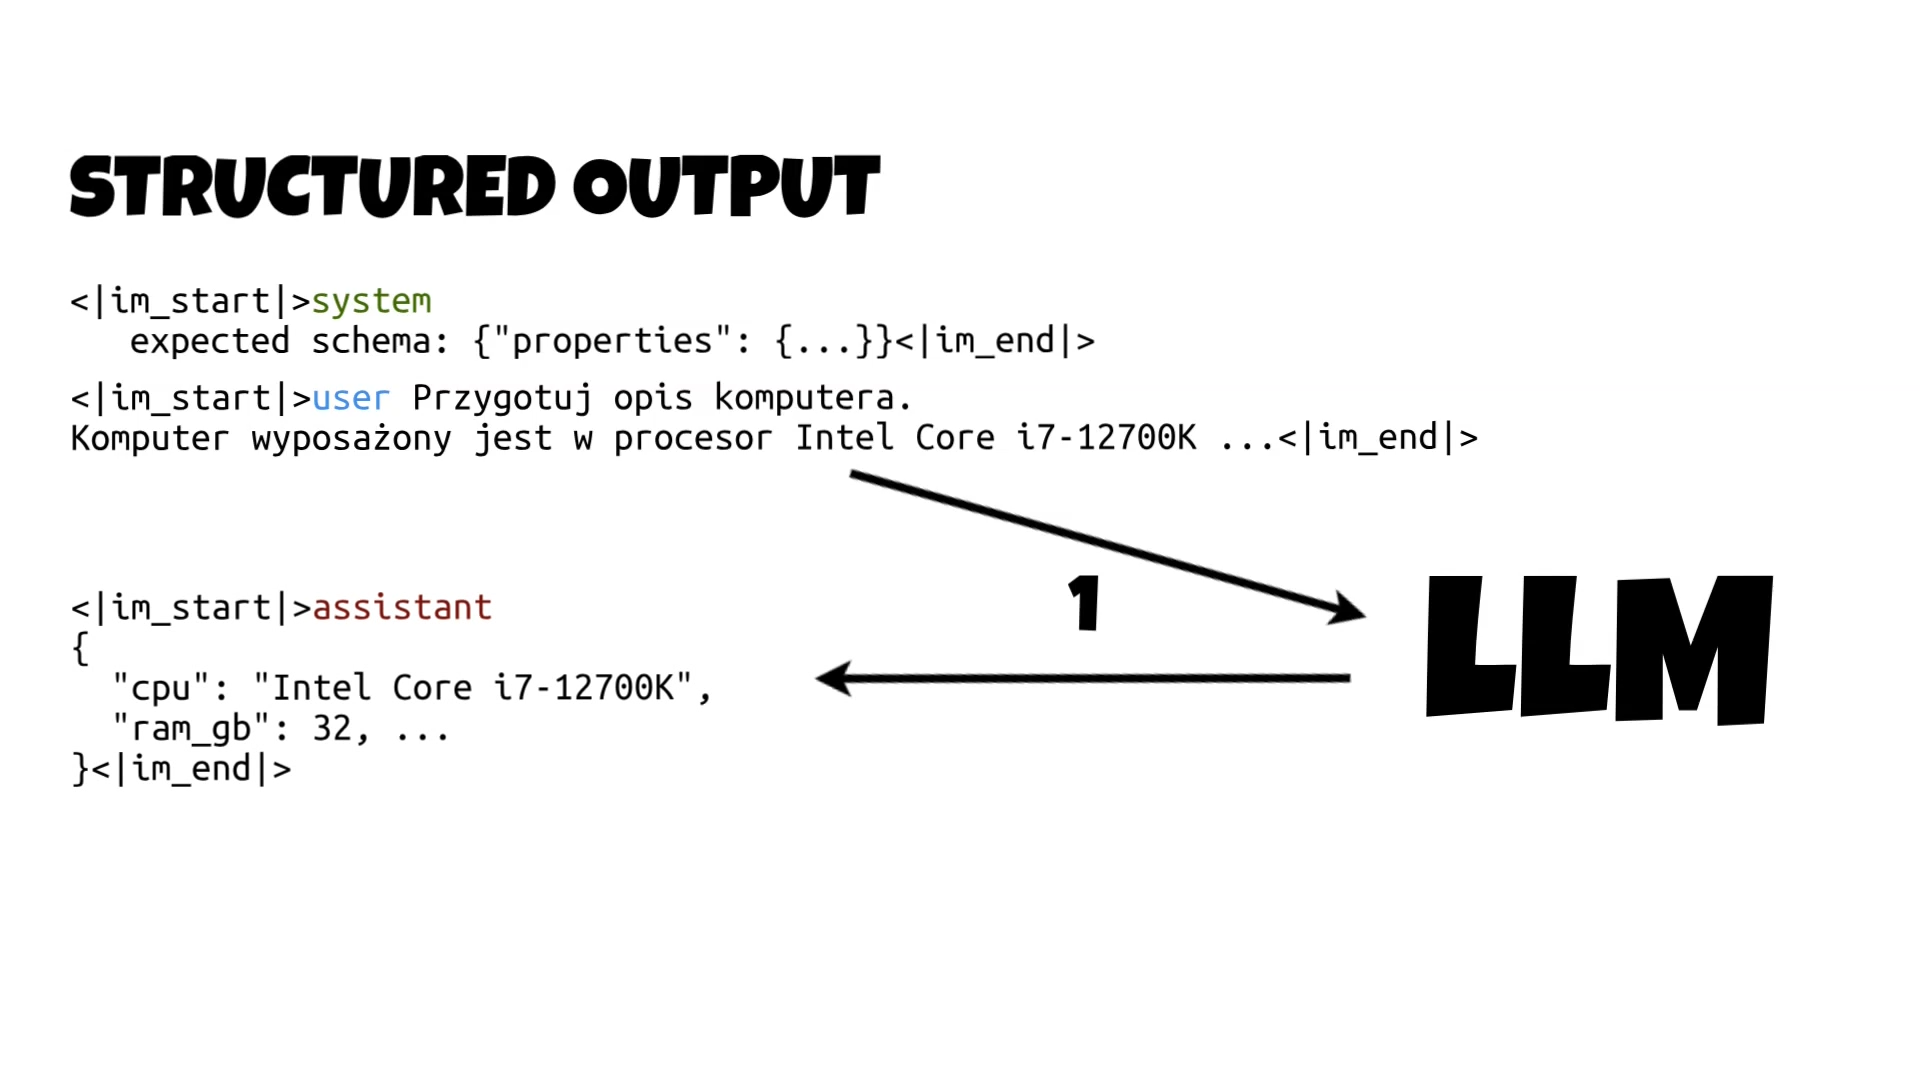 STRUCTURED OUTPUT
<|im_start|>system
expected schema: {"properties": {...}}<|im_end|>
<|im_start|>user Przygotuj opis komputera.
Komputer wyposażony jest w procesor Intel Core i7-12700K ...<|im_end|>
1
LLM
<|im_start|>assistant
{
"cpu": "Intel Core i7-12700K",
"ram_gb": 32, ...
}<|im_end|>